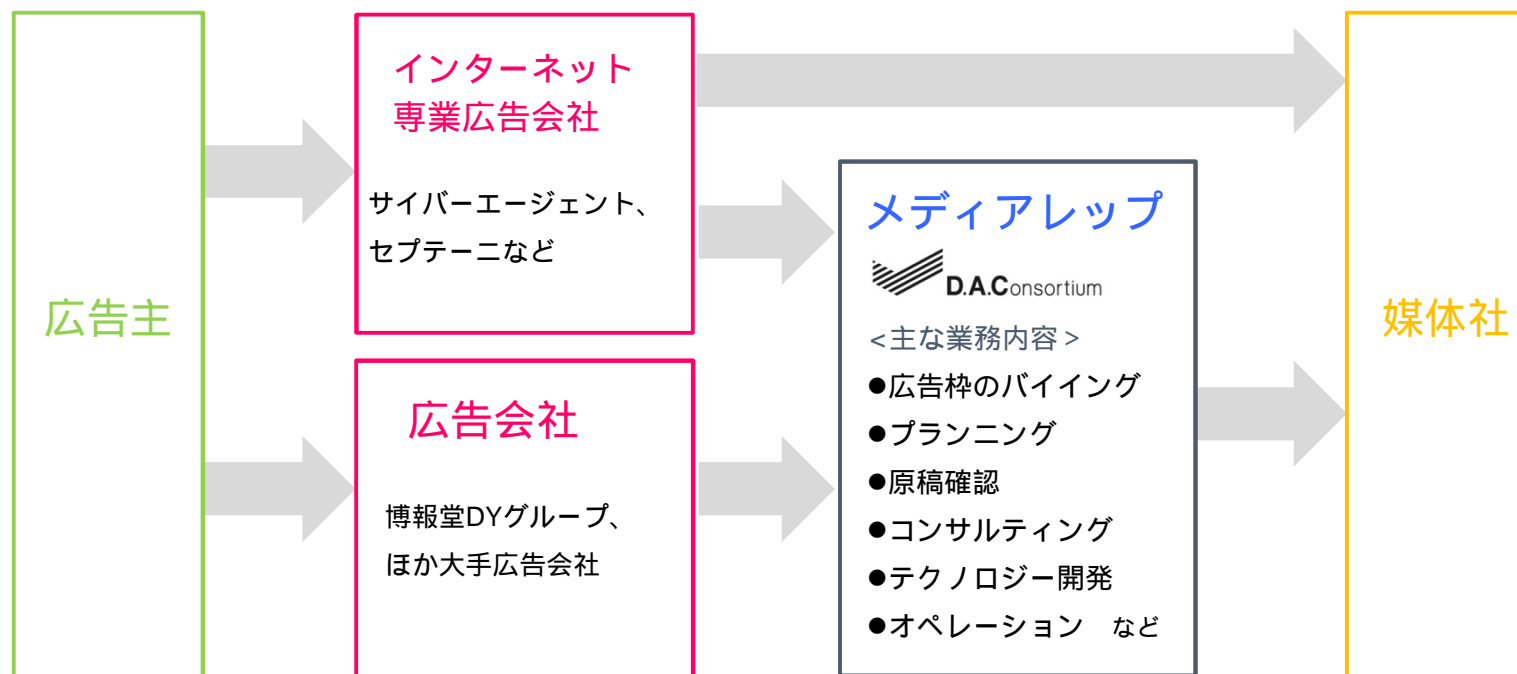 広告主
インターネット
専業広告会社
サイバーエージェント、
セプテーニなど
広告会社
博報堂DYグループ、
ほか大手広告会社
メディアレップ
D.A.Consortium
<主な業務内容>
●広告枠のバイイング
●プランニング
●原稿確認
●コンサルティング
●テクノロジー開発
●オペレーション　など
媒体社